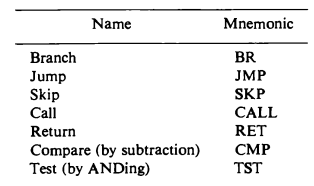 Name Mnemonic
Branch BR
Jump JMP
Skip SKP
Call CALL
Return RET
Compare (by subtraction) CMP
Test (by ANDing) TST